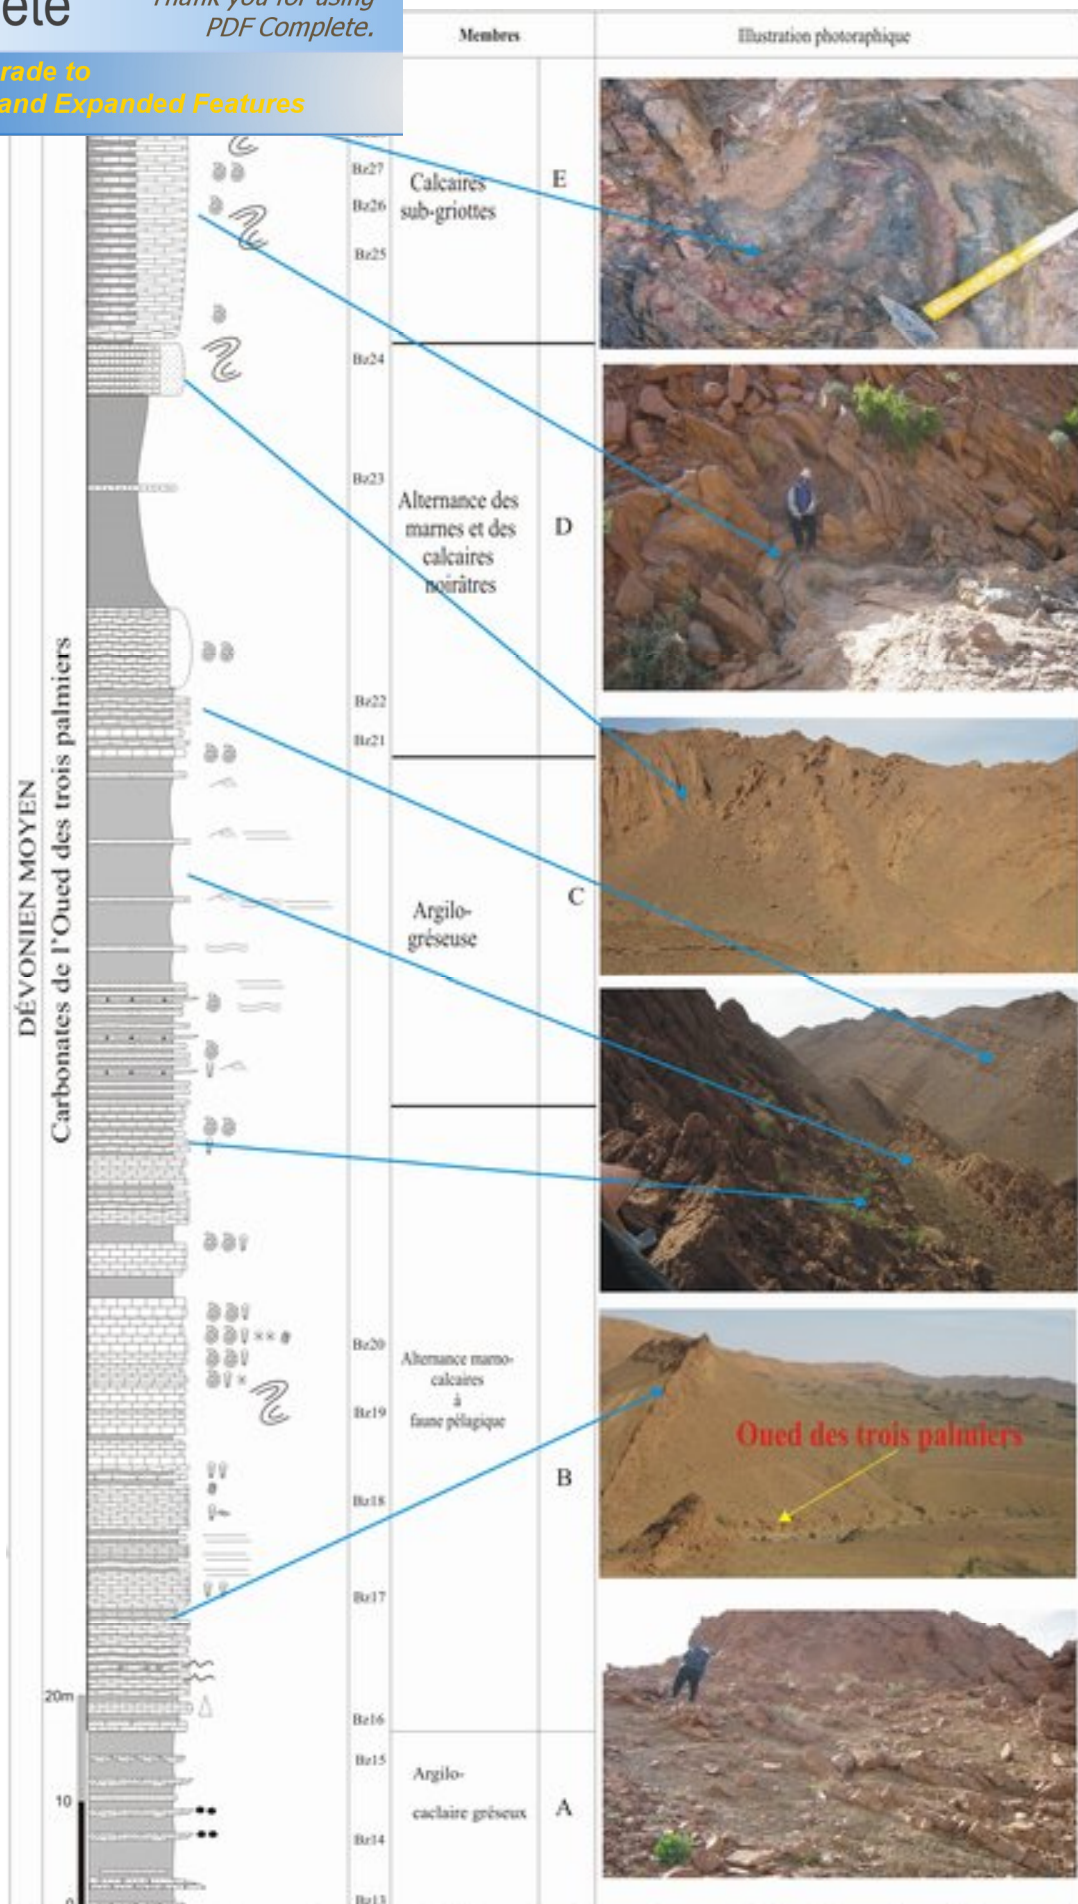 ete
Thank you for using
PDF Complete.
rade to
and Expanded Features
Membres
Illustration photoraphique
DÉVONIEN MOYEN
Carbonates de l'Oued des trois palmiers
Bz27
Bz26
Bz25
Calcaires
sub-griottes
E
Bz24
Bz23
Alternance des
marnes et des
calcaires
noirâtres
D
Bz22
Bz21
Argilo-
gréseuse
C
Bz20
Bz19
Bz18
Bz17
Bz16
Alternance marno-
calcaires
à
faune pélagique
B
Oued des trois palmiers
20m
10
0
Bz15
Bz14
Bz13
Argilo-
caclaire gréseux
A